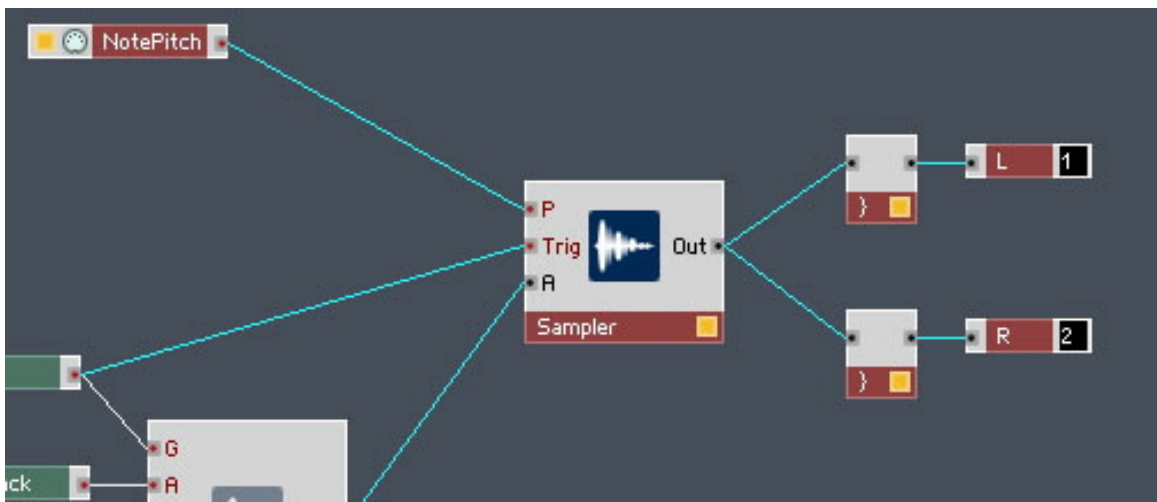 NotePitch
L 1
P
Trig
Out
A
}
Sampler
R 2
}
G
ck
A